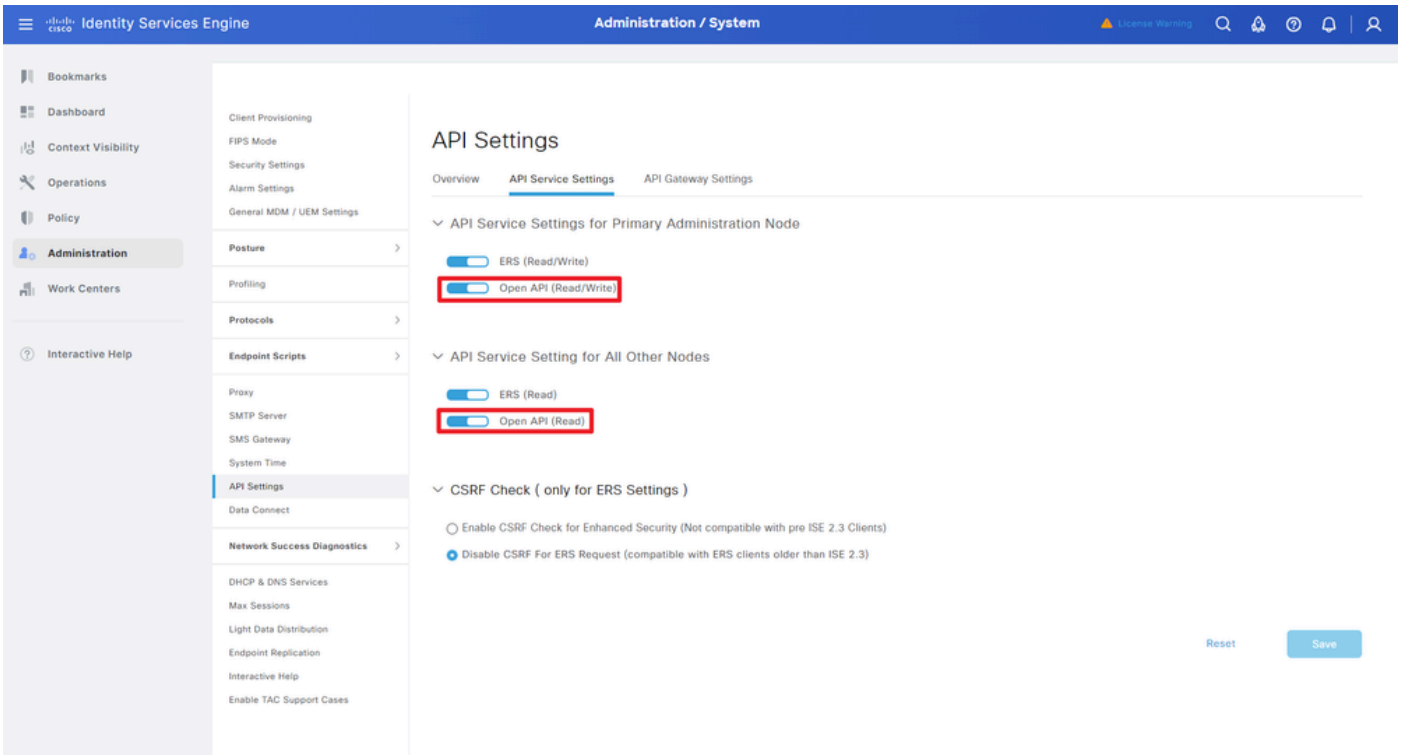 cisco Identity Services Engine
Administration / System
License Warning
Bookmarks
Dashboard
Context Visibility
Operations
Policy
Administration
Work Centers
Interactive Help
Client Provisioning
FIPS Mode
Security Settings
Alarm Settings
General MDM / UEM Settings
Posture
Profiling
Protocols
Endpoint Scripts
Proxy
SMTP Server
SMS Gateway
System Time
API Settings
Data Connect
Network Success Diagnostics
DHCP & DNS Services
Max Sessions
Light Data Distribution
Endpoint Replication
Interactive Help
Enable TAC Support Cases
API Settings
Overview API Service Settings API Gateway Settings
API Service Settings for Primary Administration Node
ERS (Read/Write)
Open API (Read/Write)
API Service Setting for All Other Nodes
ERS (Read)
Open API (Read)
CSRF Check ( only for ERS Settings )
Enable CSRF Check for Enhanced Security (Not compatible with pre ISE 2.3 Clients)
Disable CSRF For ERS Request (compatible with ERS clients older than ISE 2.3)
Reset Save